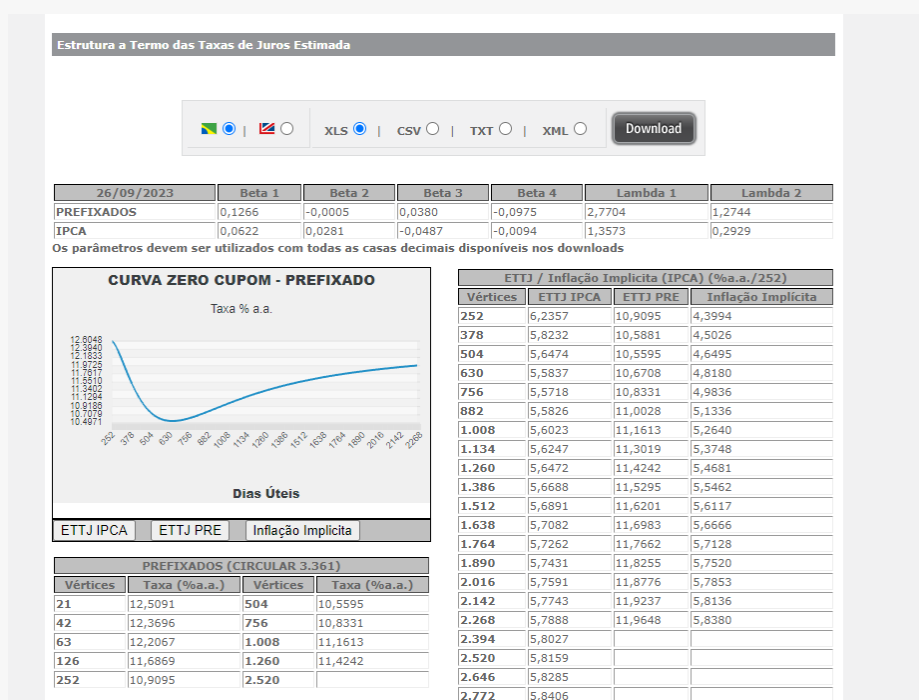 Estrutura a Termo das Taxas de Juros Estimada
| XLS | CSV | TXT | XML Download
26/09/2023 Beta 1 Beta 2 Beta 3 Beta 4 Lambda 1 Lambda 2
PREFIXADOS 0,1266 -0,0005 0,0380 -0,0975 2,7704 1,2744
IPCA 0,0622 0,0281 -0,0487 -0,0094 1,3573 0,2929
Os parâmetros devem ser utilizados com todas as casas decimais disponíveis nos downloads
CURVA ZERO CUPOM - PREFIXADO
Taxa % a.a.
12.6048
12.3940
12.1833
11.9725
11.7617
11.5510
11.3402
11.1294
10.9186
10.7079
10.4971
252 378 504 630 756 882 1008 1134 1260 1386 1512 1638 1764 1890 2016 2142 2268
Dias Úteis
ETTJ IPCA ETTJ PRE Inflação Implicita
PREFIXADOS (CIRCULAR 3.361)
Vértices Taxa (%a.a.) Vértices Taxa (%a.a.)
21 12,5091 504 10,5595
42 12,3696 756 10,8331
63 12,2067 1.008 11,1613
126 11,6869 1.260 11,4242
252 10,9095 2.520
ETTJ / Inflação Implicita (IPCA) (%a.a./252)
Vértices ETTJ IPCA ETTJ PRE Inflação Implícita
252 6,2357 10,9095 4,3994
378 5,8232 10,5881 4,5026
504 5,6474 10,5595 4,6495
630 5,5837 10,6708 4,8180
756 5,5718 10,8331 4,9836
882 5,5826 11,0028 5,1336
1.008 5,6023 11,1613 5,2640
1.134 5,6247 11,3019 5,3748
1.260 5,6472 11,4242 5,4681
1.386 5,6688 11,5295 5,5462
1.512 5,6891 11,6201 5,6117
1.638 5,7082 11,6983 5,6666
1.764 5,7262 11,7662 5,7128
1.890 5,7431 11,8255 5,7520
2.016 5,7591 11,8776 5,7853
2.142 5,7743 11,9237 5,8136
2.268 5,7888 11,9648 5,8380
2.394 5,8027
2.520 5,8159
2.646 5,8285
2.772 5,8406